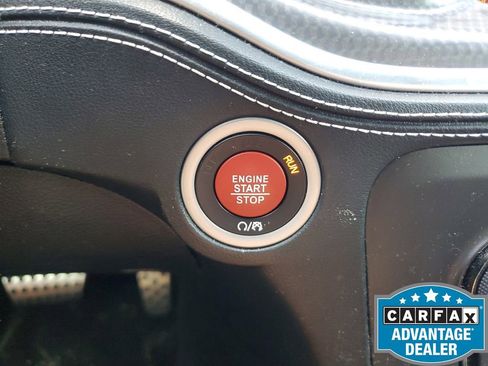 RUN
ENGINE
START
STOP
CARFAX
ADVANTAGE®
DEALER